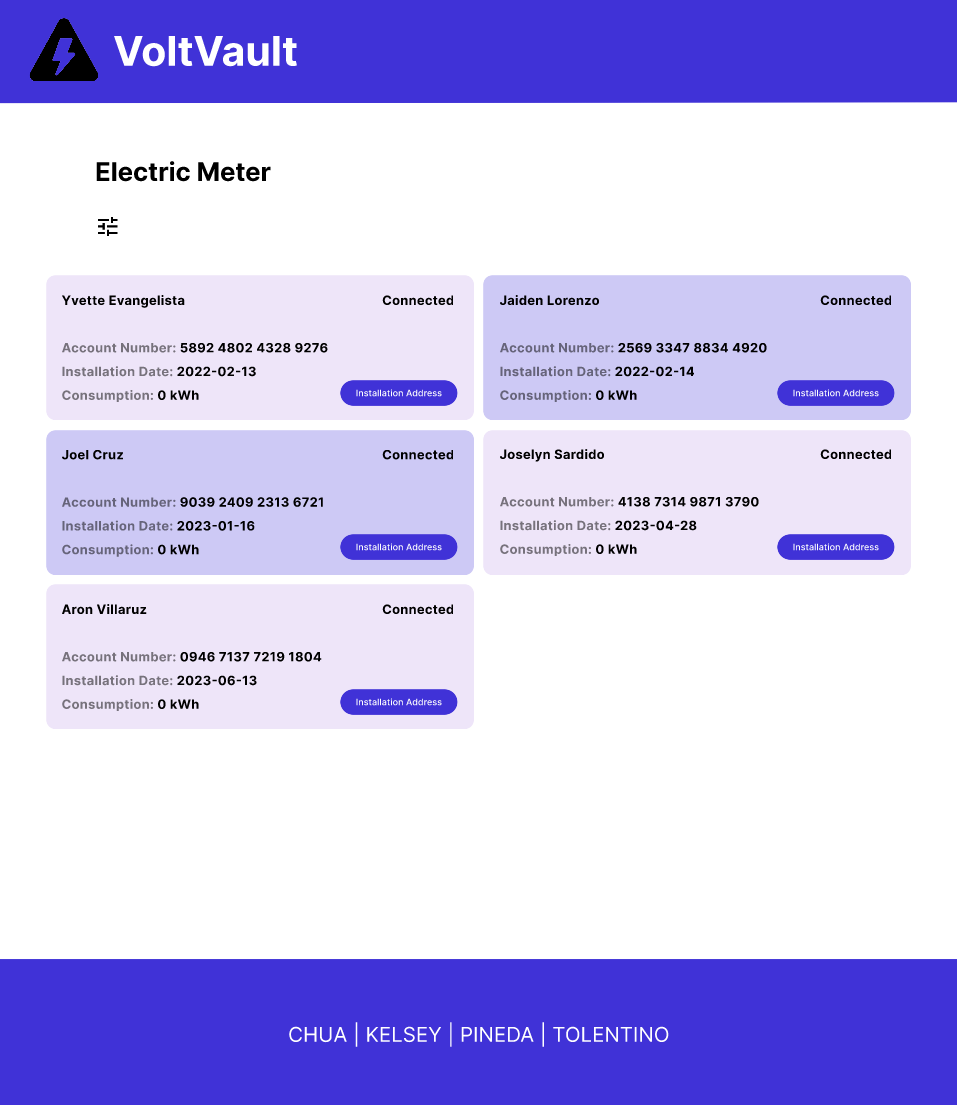 VoltVault
Electric Meter
Yvette Evangelista
Connected
Account Number: 5892 4802 4328 9276
Installation Date: 2022-02-13
Consumption: 0 kWh
Installation Address
Jaiden Lorenzo
Connected
Account Number: 2569 3347 8834 4920
Installation Date: 2022-02-14
Consumption: 0 kWh
Installation Address
Joel Cruz
Connected
Account Number: 9039 2409 2313 6721
Installation Date: 2023-01-16
Consumption: 0 kWh
Installation Address
Joselyn Sardido
Connected
Account Number: 4138 7314 9871 3790
Installation Date: 2023-04-28
Consumption: 0 kWh
Installation Address
Aron Villaruz
Connected
Account Number: 0946 7137 7219 1804
Installation Date: 2023-06-13
Consumption: 0 kWh
Installation Address
CHUA | KELSEY | PINEDA | TOLENTINO